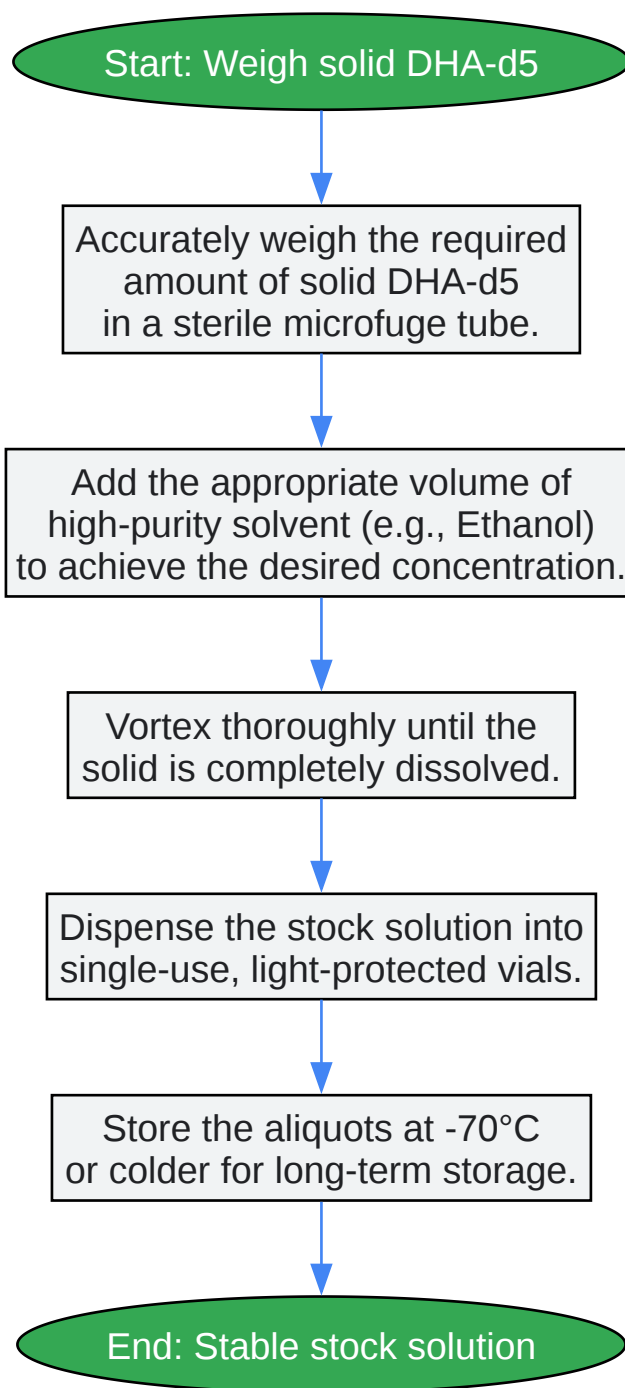 Start: Weigh solid DHA-d5
Accurately weigh the required
amount of solid DHA-d5
in a sterile microfuge tube.
Add the appropriate volume of
high-purity solvent (e.g., Ethanol)
to achieve the desired concentration.
Vortex thoroughly until the
solid is completely dissolved.
Dispense the stock solution into
single-use, light-protected vials.
Store the aliquots at -70°C
or colder for long-term storage.
End: Stable stock solution